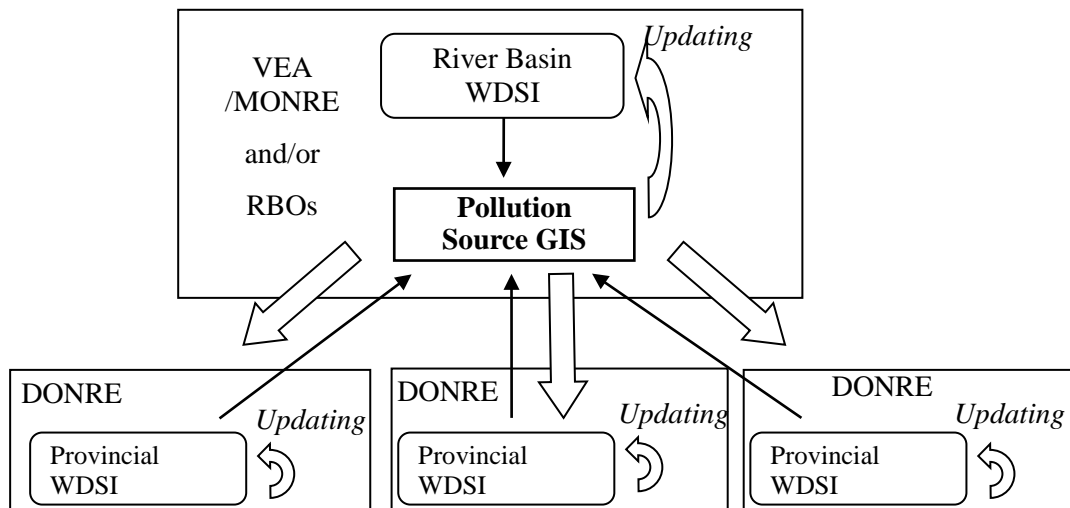 Updating
River Basin
WDSI
VEA
/MONRE
and/or
RBOs
Pollution
Source GIS
DONRE
Updating
Provincial
WDSI
DONRE
Updating
Provincial
WDSI
DONRE
Updating
Provincial
WDSI